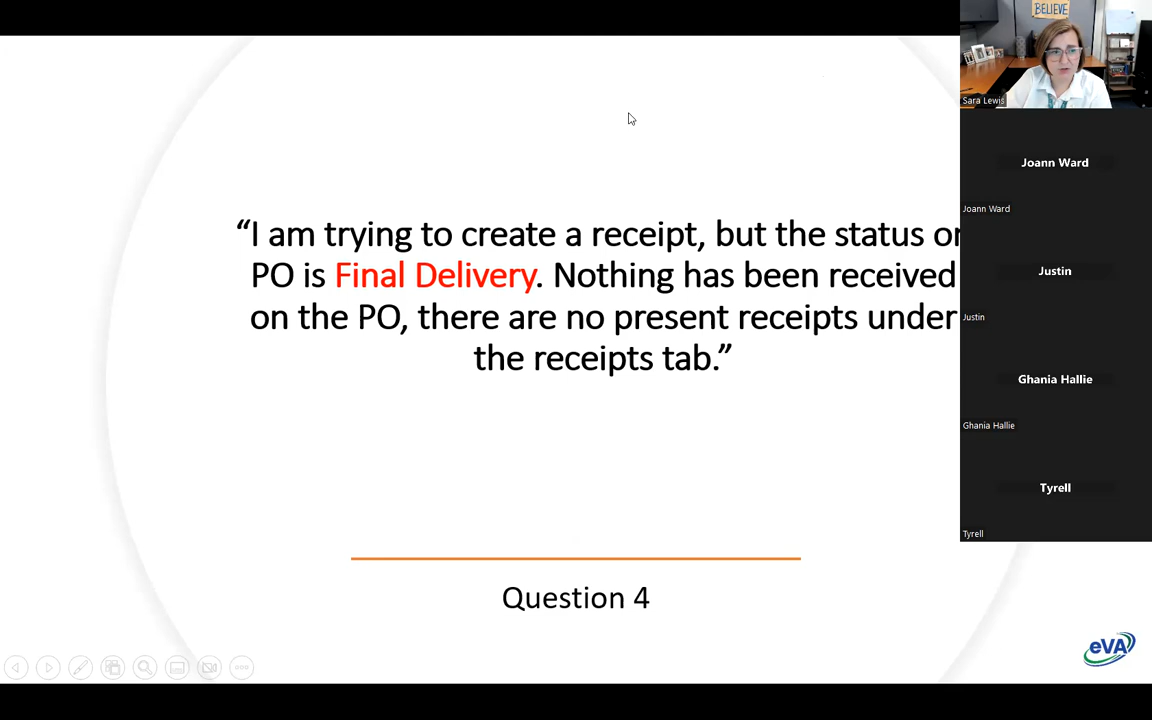 BELIEVE
Sara Lewis
“I am trying to create a receipt, but the status
PO is Final Delivery. Nothing has been received
on the PO, there are no present receipts under
the receipts tab.”
Question 4
eVA
Joann Ward
Joann Ward
Justin
Justin
Ghania Hallie
Ghania Hallie
Tyrell
Tyrell